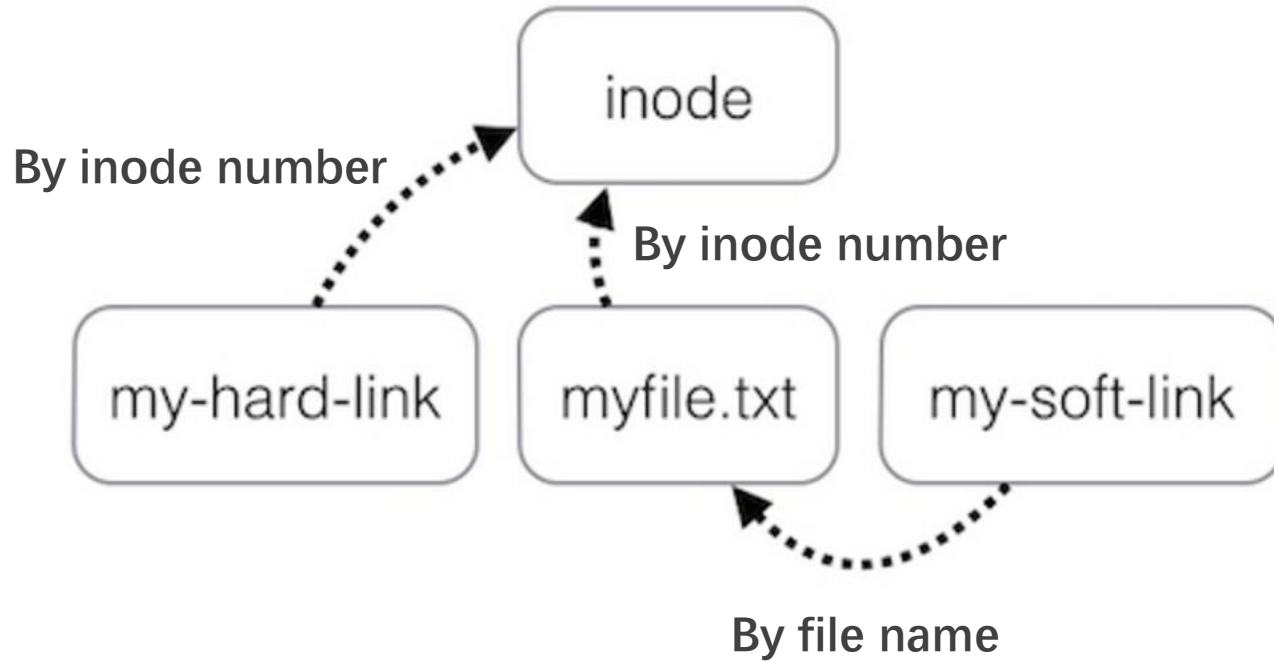 inode
By inode number
By inode number
my-hard-link
myfile.txt
my-soft-link
By file name